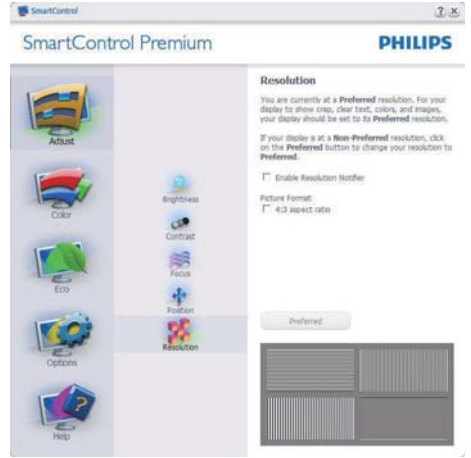 SmartControl
SmartControl Premium
PHILIPS
Adjust
Color
Eco
Options
Help
Brightness
Contrast
Focus
Position
Resolution
Resolution
You are currently at a Preferred resolution. For your
display to show crisp, clear text, colors, and images,
your display should be set to its Preferred resolution.
If your display is at a Non-Preferred resolution, click
on the Preferred button to change your resolution to
Preferred.
Enable Resolution Notifier
Picture Format:
4:3 aspect ratio
Preferred